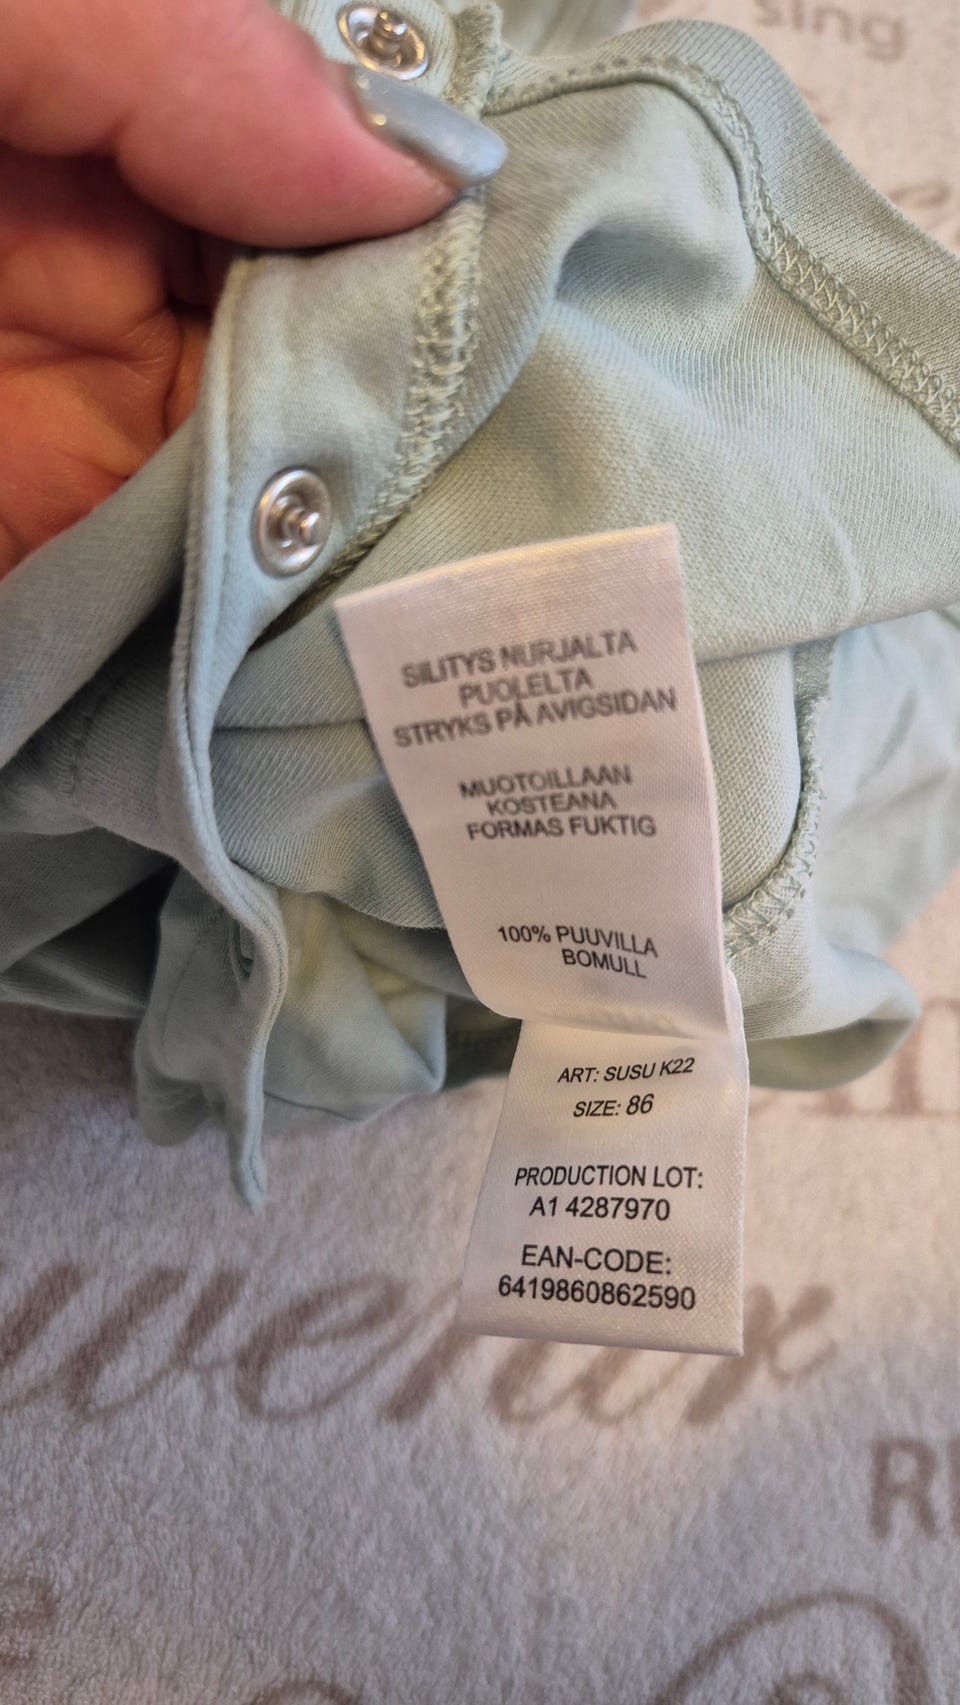 sing
SILITYS NURJALTA
PUOLELTA
STRYKS PÅ AVIGSIDAN
MUOTOILLAAN
KOSTEANA
FORMAS FUKTIG
100% PUUVILLA
BOMULL
ART: SUSU K22
SIZE: 86
PRODUCTION LOT:
A1 4287970
EAN-CODE:
6419860862590